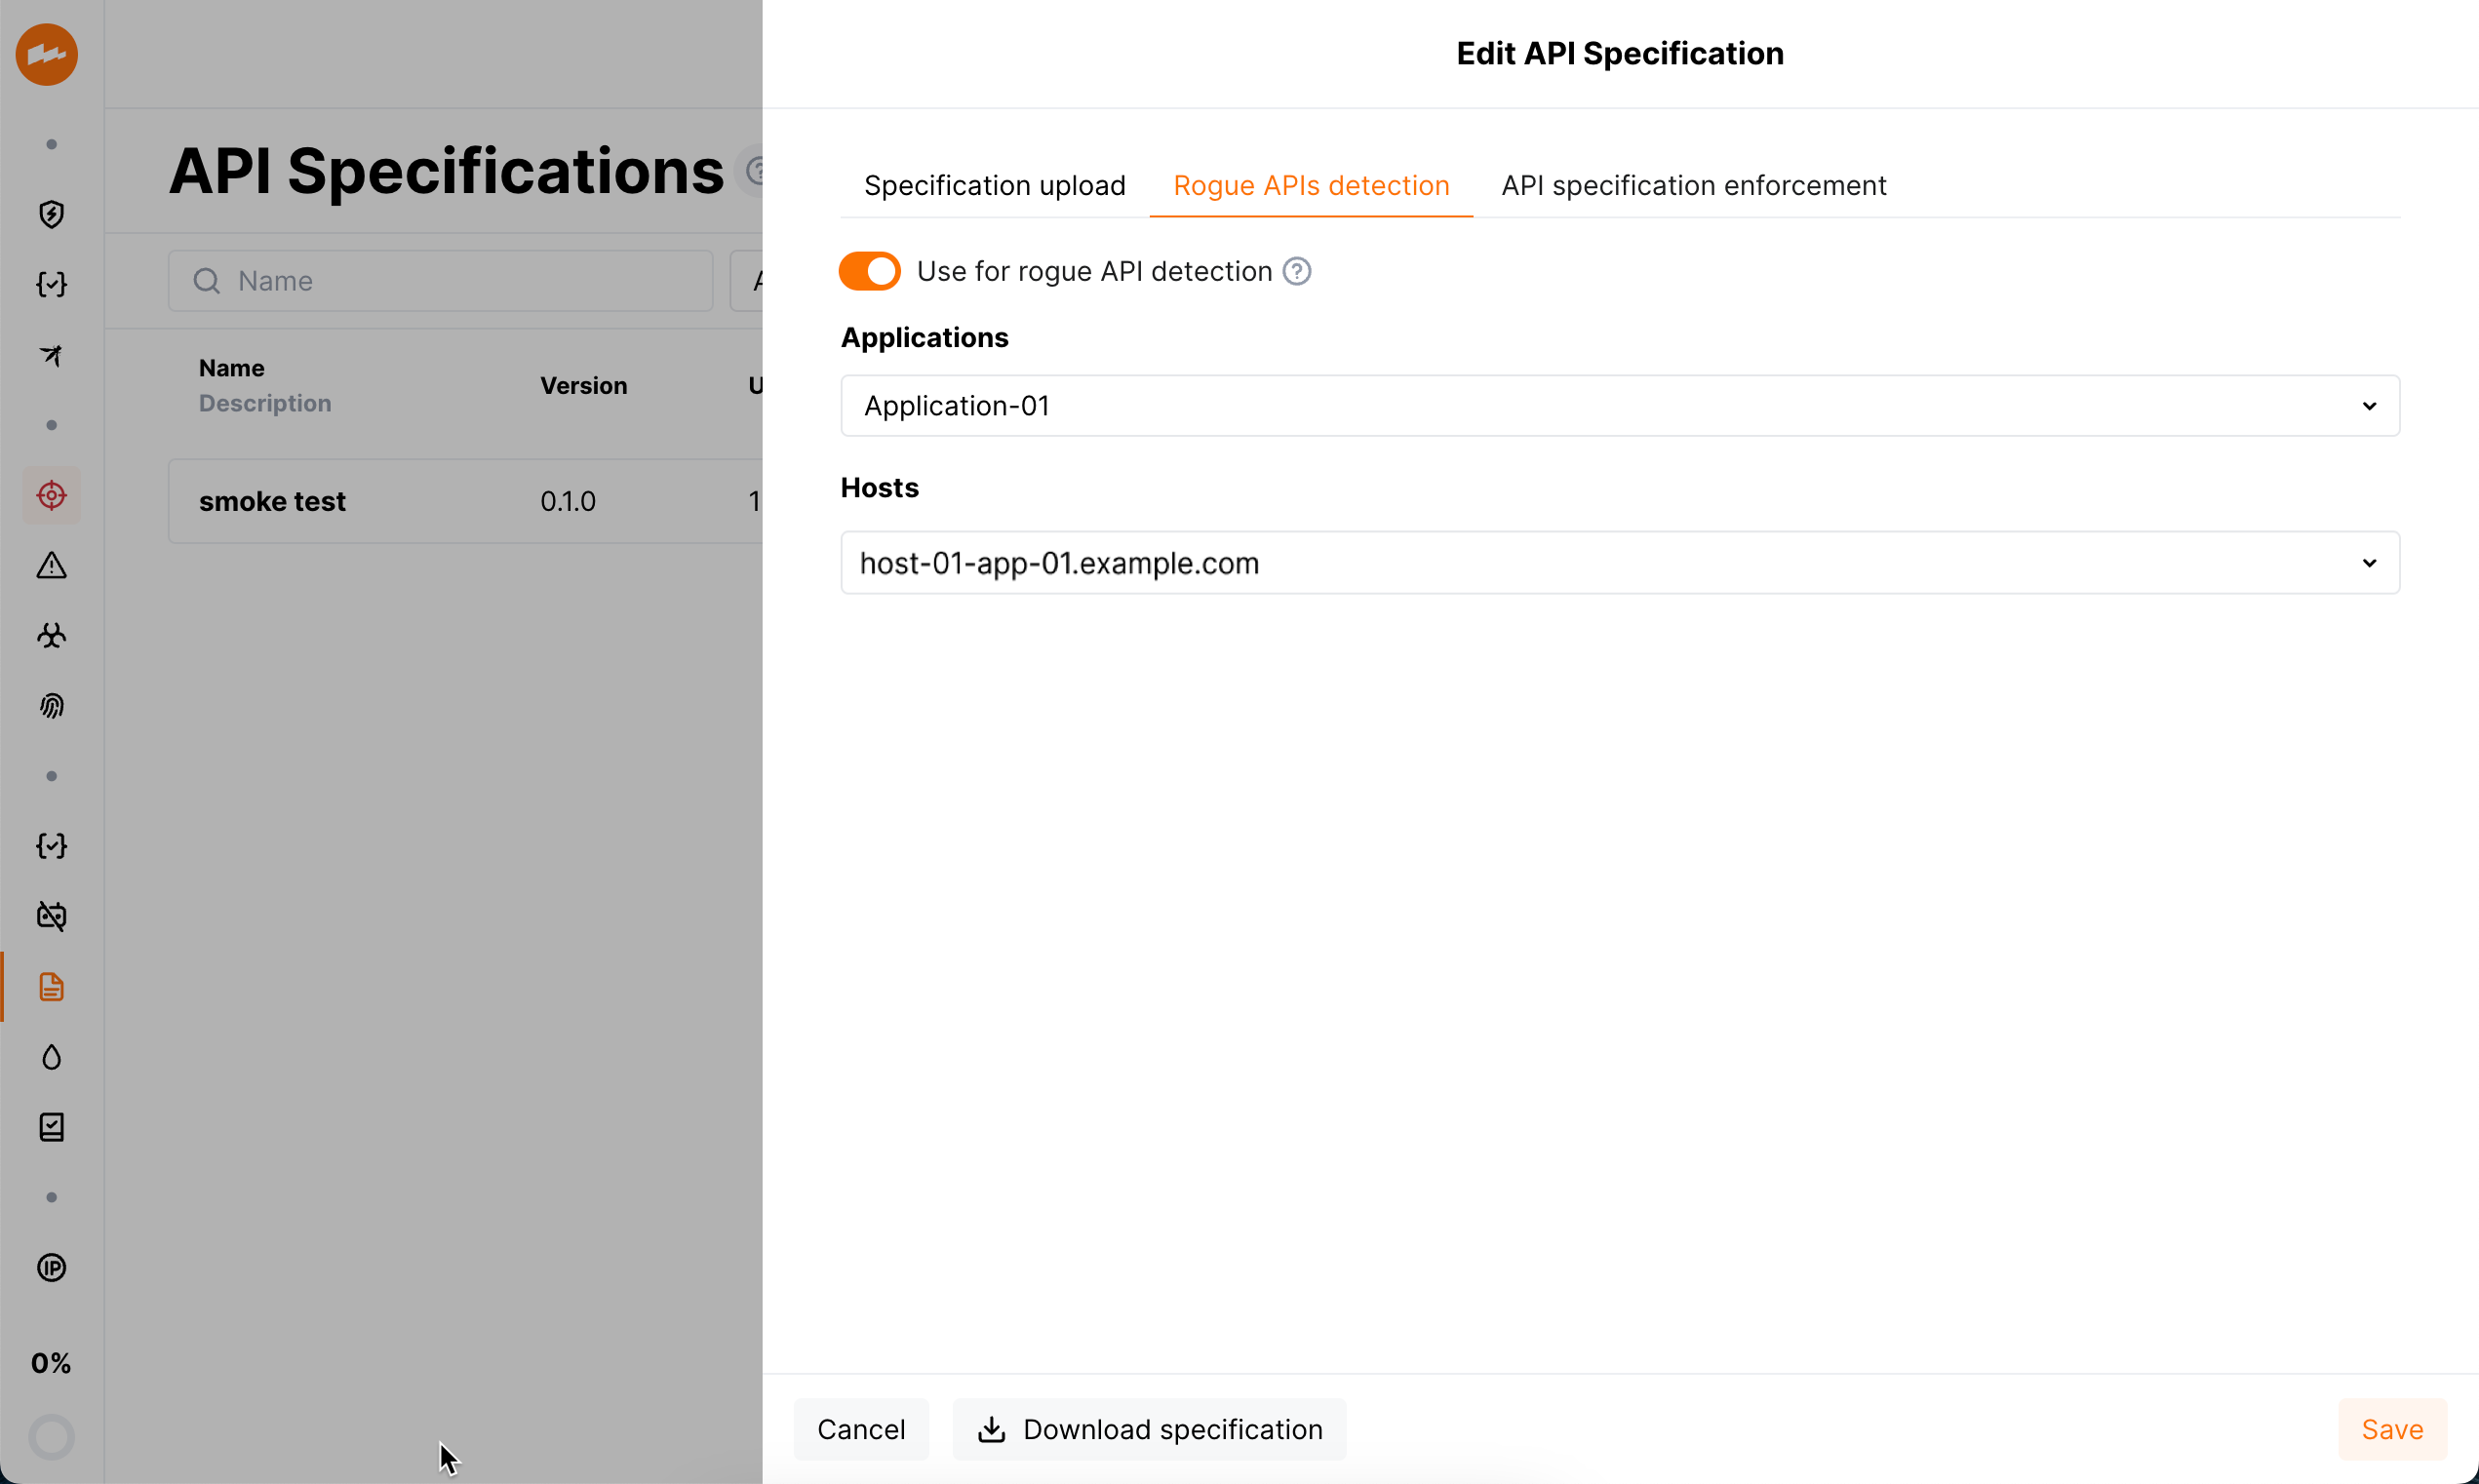 Edit API Specification
API Specifications
Specification upload
Rogue APIs detection
API specification enforcement
Name
Use for rogue API detection
Applications
Name
Description
Version
Application-01
Hosts
smoke test
0.1.0
host-01-app-01.example.com
IP
0%
Cancel
Download specification
Save